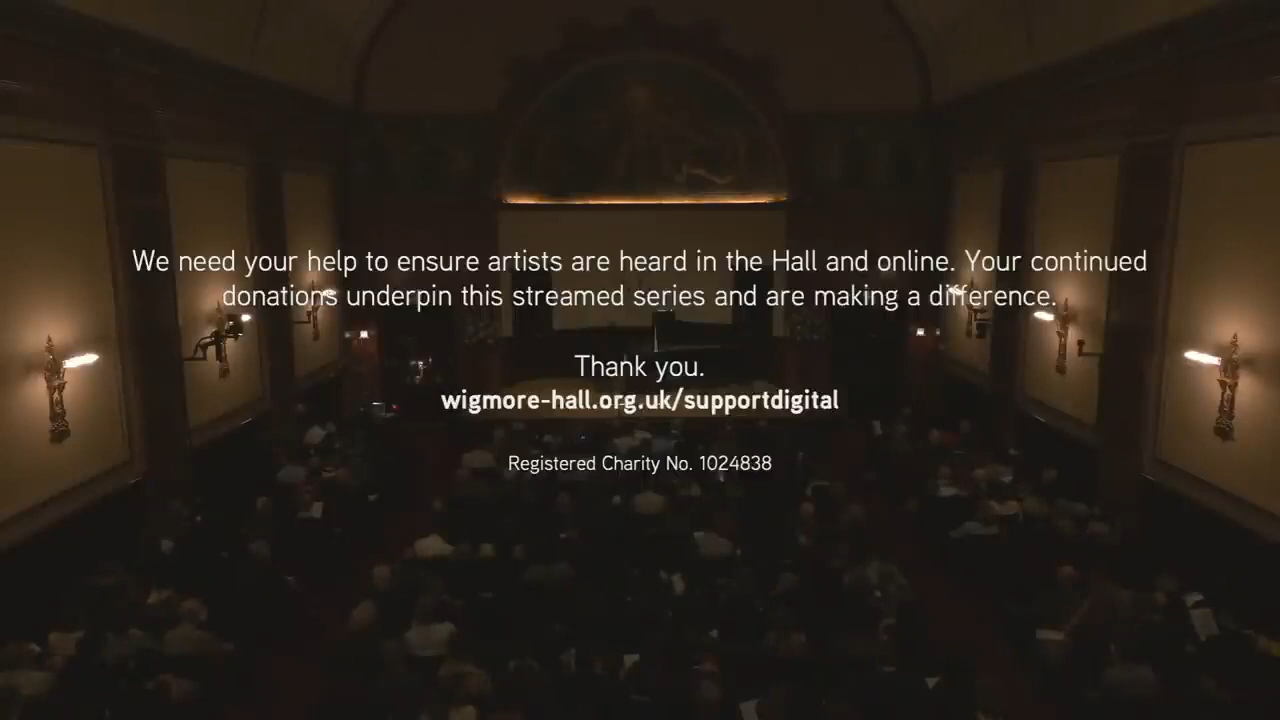 We need your help to ensure artists are heard in the Hall and online. Your continued
donations underpin this streamed series and are making a difference.
Thank you.
wigmore-hall.org.uk/supportdigital
Registered Charity No. 1024838